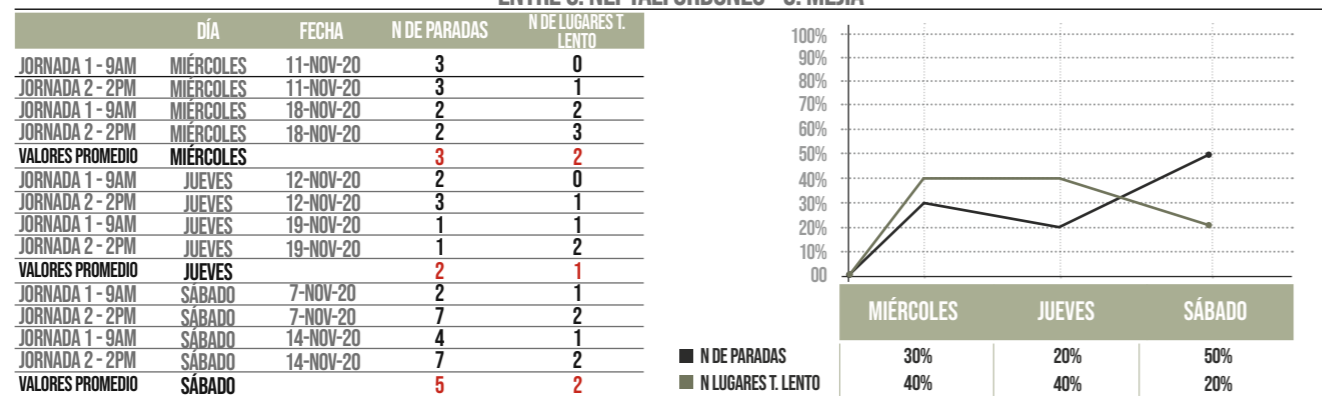 DÍA FECHA N DE PARADAS N DE LUGARES T. LENTO
JORNADA 1 - 9AM MIÉRCOLES 11-NOV-20 3 0
JORNADA 2 - 2PM MIÉRCOLES 11-NOV-20 3 1
JORNADA 1 - 9AM MIÉRCOLES 18-NOV-20 2 2
JORNADA 2 - 2PM MIÉRCOLES 18-NOV-20 2 3
VALORES PROMEDIO MIÉRCOLES 3 2
JORNADA 1 - 9AM JUEVES 12-NOV-20 2 0
JORNADA 2 - 2PM JUEVES 12-NOV-20 3 1
JORNADA 1 - 9AM JUEVES 19-NOV-20 1 1
JORNADA 2 - 2PM JUEVES 19-NOV-20 1 2
VALORES PROMEDIO JUEVES 2 1
JORNADA 1 - 9AM SÁBADO 7-NOV-20 2 1
JORNADA 2 - 2PM SÁBADO 7-NOV-20 7 2
JORNADA 1 - 9AM SÁBADO 14-NOV-20 4 1
JORNADA 2 - 2PM SÁBADO 14-NOV-20 7 2
VALORES PROMEDIO SÁBADO 5 2
100%
90%
80%
70%
60%
50%
40%
30%
20%
10%
00
MIÉRCOLES JUEVES SÁBADO
N DE PARADAS 30% 20% 50%
N LUGARES T. LENTO 40% 40% 20%